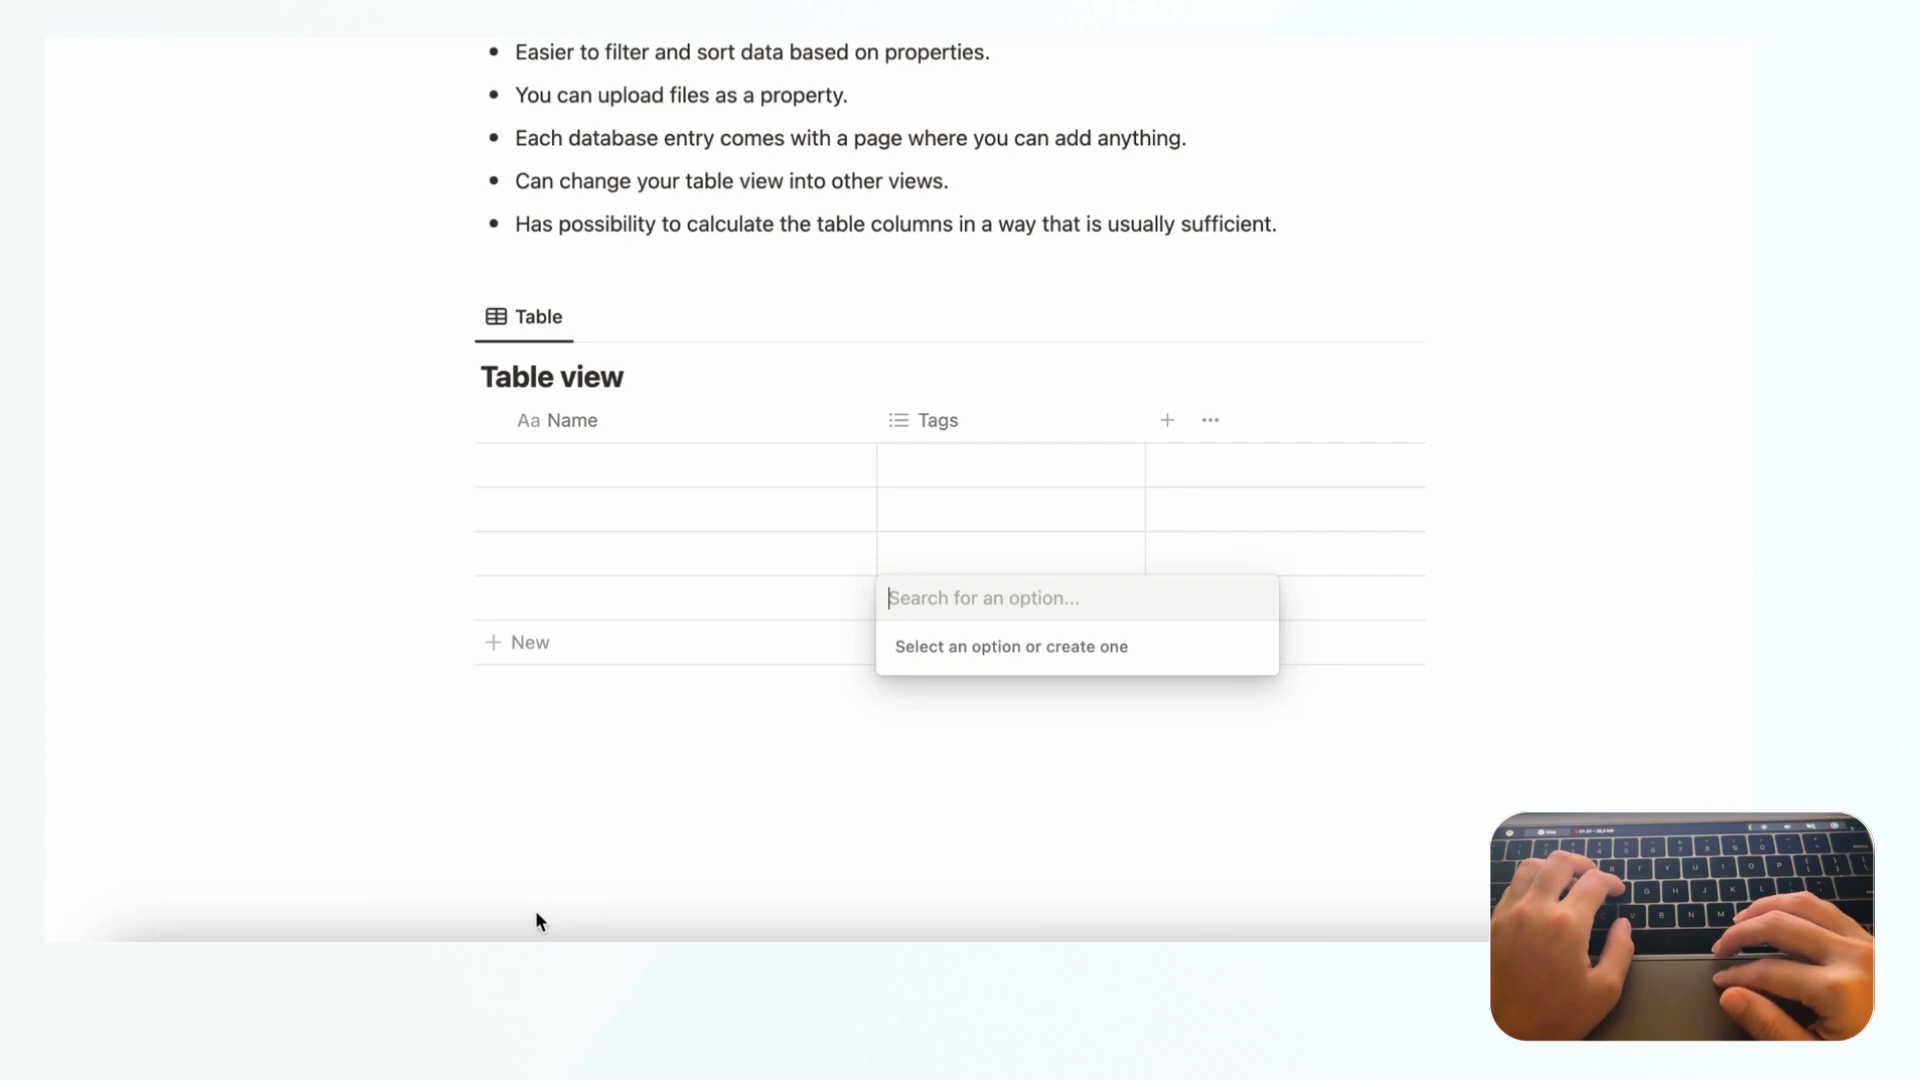 Easier to filter and sort data based on properties.
You can upload files as a property.
Each database entry comes with a page where you can add anything.
Can change your table view into other views.
Has possibility to calculate the table columns in a way that is usually sufficient.
Table
Table view
Aa Name Tags
Search for an option...
New
Select an option or create one
R T Y U I O P
G H J K L
C V B N M